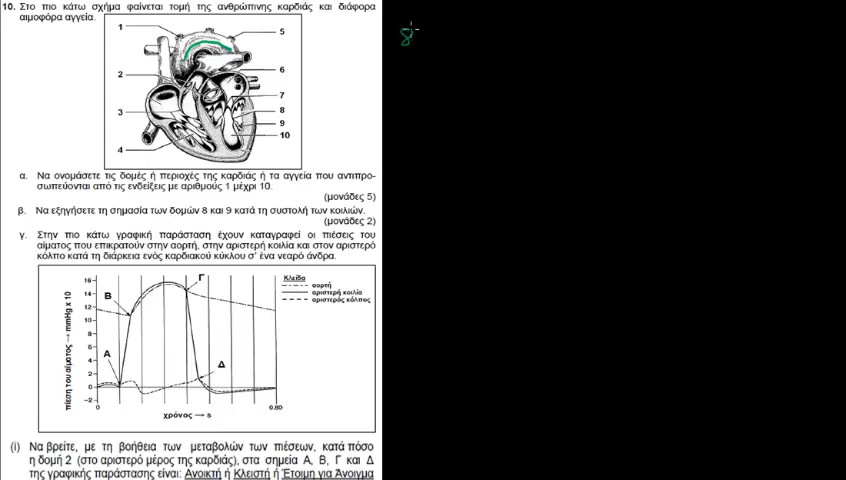 10. Στο πιο κάτω σχήμα φαίνεται τομή της ανθρώπινης καρδιάς και διάφορα
αιμοφόρα αγγεία.
1
5
2
6
7
3
8
9
4
10
α. Να ονομάσετε τις δομές ή περιοχές της καρδιάς ή τα αγγεία που αντιπρο-
σωπεύονται από τις ενδείξεις με αριθμούς 1 μέχρι 10.
(μονάδες 5)
β. Να εξηγήσετε τη σημασία των δομών 8 και 9 κατά τη συστολή των κοιλιών.
(μονάδες 2)
γ. Στην πιο κάτω γραφική παράσταση έχουν καταγραφεί οι πιέσεις του
αίματος που επικρατούν στην αορτή, στην αριστερή κοιλία και στον αριστερό
κόλπο κατά τη διάρκεια ενός καρδιακού κύκλου σ' ένα νεαρό άνδρα.
πίεση του αίματος → mmHg x 10
16
14
12
10
8
6
4
2
0
−2
Α
Β
Γ
Δ
Κλείδα
αορτή
αριστερή κοιλία
αριστερός κόλπος
0
0.80
χρόνος → s
(i) Να βρείτε, με τη βοήθεια των μεταβολών των πιέσεων, κατά πόσο
η δομή 2 (στο αριστερό μέρος της καρδιάς), στα σημεία Α, Β, Γ και Δ
της γραφικής παράστασης είναι: Ανοικτή ή Κλειστή ή Έτοιμη για Άνοιγμα
8